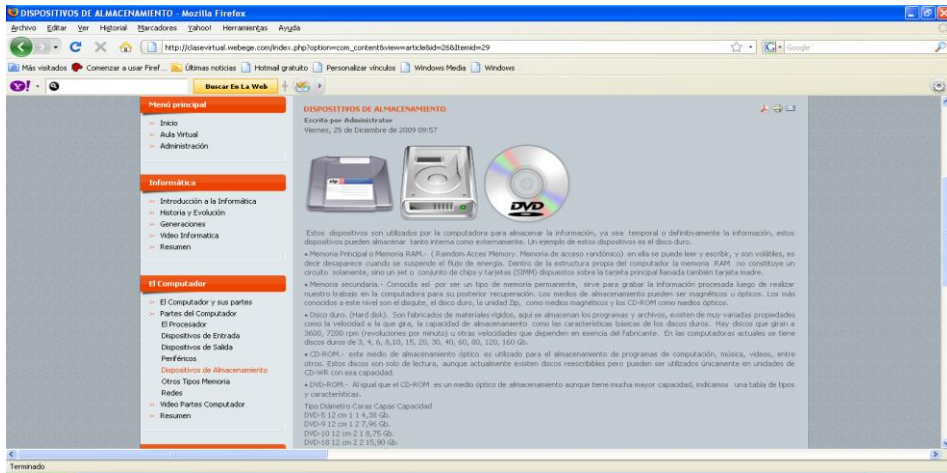 DISPOSITIVOS DE ALMACENAMIENTO - Mozilla Firefox
Archivo Editar Ver Historial Marcadores Yahoo! Herramientas Ayuda
http://clasevirtual.webege.com/index.php?option=com_content&view=article&id=26&Itemid=29
Google
Más visitados Comenzar a usar Firef... Últimas noticias Hotmail gratuito Personalizar vínculos Windows Media Windows
Buscar En La Web
Menú principal
Inicio
Aula Virtual
Administración
Informática
Introducción a la Informática
Historia y Evolución
Generaciones
Video Informatica
Resumen
El Computador
El Computador y sus partes
Partes del Computador
El Procesador
Dispositivos de Entrada
Dispositivos de Salida
Periféricos
Dispositivos de Almacenamiento
Otros Tipos Memoria
Redes
Video Partes Computador
Resumen
DISPOSITIVOS DE ALMACENAMIENTO
Escrito por Administrator
Viernes, 25 de Diciembre de 2009 09:57
zip
DVD
Estos dispositivos son utilizados por la computadora para almacenar la información, ya sea temporal o definitivamente la información, estos
dispositivos pueden almacenar tanto interna como externamente. Un ejemplo de estos dispositivos es el disco duro.
• Memoria Principal o Memoria RAM.- ( Ramdom Acces Memory. Memoria de acceso randómico) en ella se puede leer y escribir, y son volátiles, es
decir desaparece cuando se suspende el flujo de energía. Dentro de la estructura propia del computador la memoria RAM no constituye un
circuito solamente, sino un set o conjunto de chips y tarjetas (SIMM) dispuestos sobre la tarjeta principal llamada también tarjeta madre.
• Memoria secundaria.- Conocida así por ser un tipo de memoria permanente, sirve para grabar la información procesada luego de realizar
nuestro trabajo en la computadora para su posterior recuperación. Los medios de almacenamiento pueden ser magnéticos u ópticos. Los más
conocidos a este nivel son el disquite, el disco duro, la unidad Zip, como medios magnéticos y los CD-ROM como medios ópticos.
• Disco duro. (Hard disk). Son fabricados de materiales rígidos, aquí se almacenan los programas y archivos, existen de muy variadas propiedades
como la velocidad a la que gira, la capacidad de almacenamiento como las características básicas de los discos duros. Hay discos que giran a
3600, 7200 rpm (revoluciones por minuto) u otras velocidades que dependen en esencia del fabricante. En las computadoras actuales se tiene
discos duros de 3, 4, 6, 8,10, 15, 20, 30, 40, 60, 80, 120, 160 Gb.
• CD-ROM.- este medio de almacenamiento óptico es utilizado para el almacenamiento de programas de computación, música, videos, entre
otros. Estos discos son solo de lectura, aunque actualmente existen discos reescribibles pero pueden ser utilizados únicamente en unidades de
CD-WR con esa capacidad.
• DVD-ROM.- Al igual que el CD-ROM es un medio óptico de almacenamiento aunque tiene mucha mayor capacidad, indicamos una tabla de tipos
y características.
Tipo Diámetro Caras Capas Capacidad
DVD-5 12 cm 1 1 4,38 Gb.
DVD-9 12 cm 1 2 7,96 Gb.
DVD-10 12 cm 2 1 8,75 Gb.
DVD-18 12 cm 2 2 15,90 Gb.
Terminado